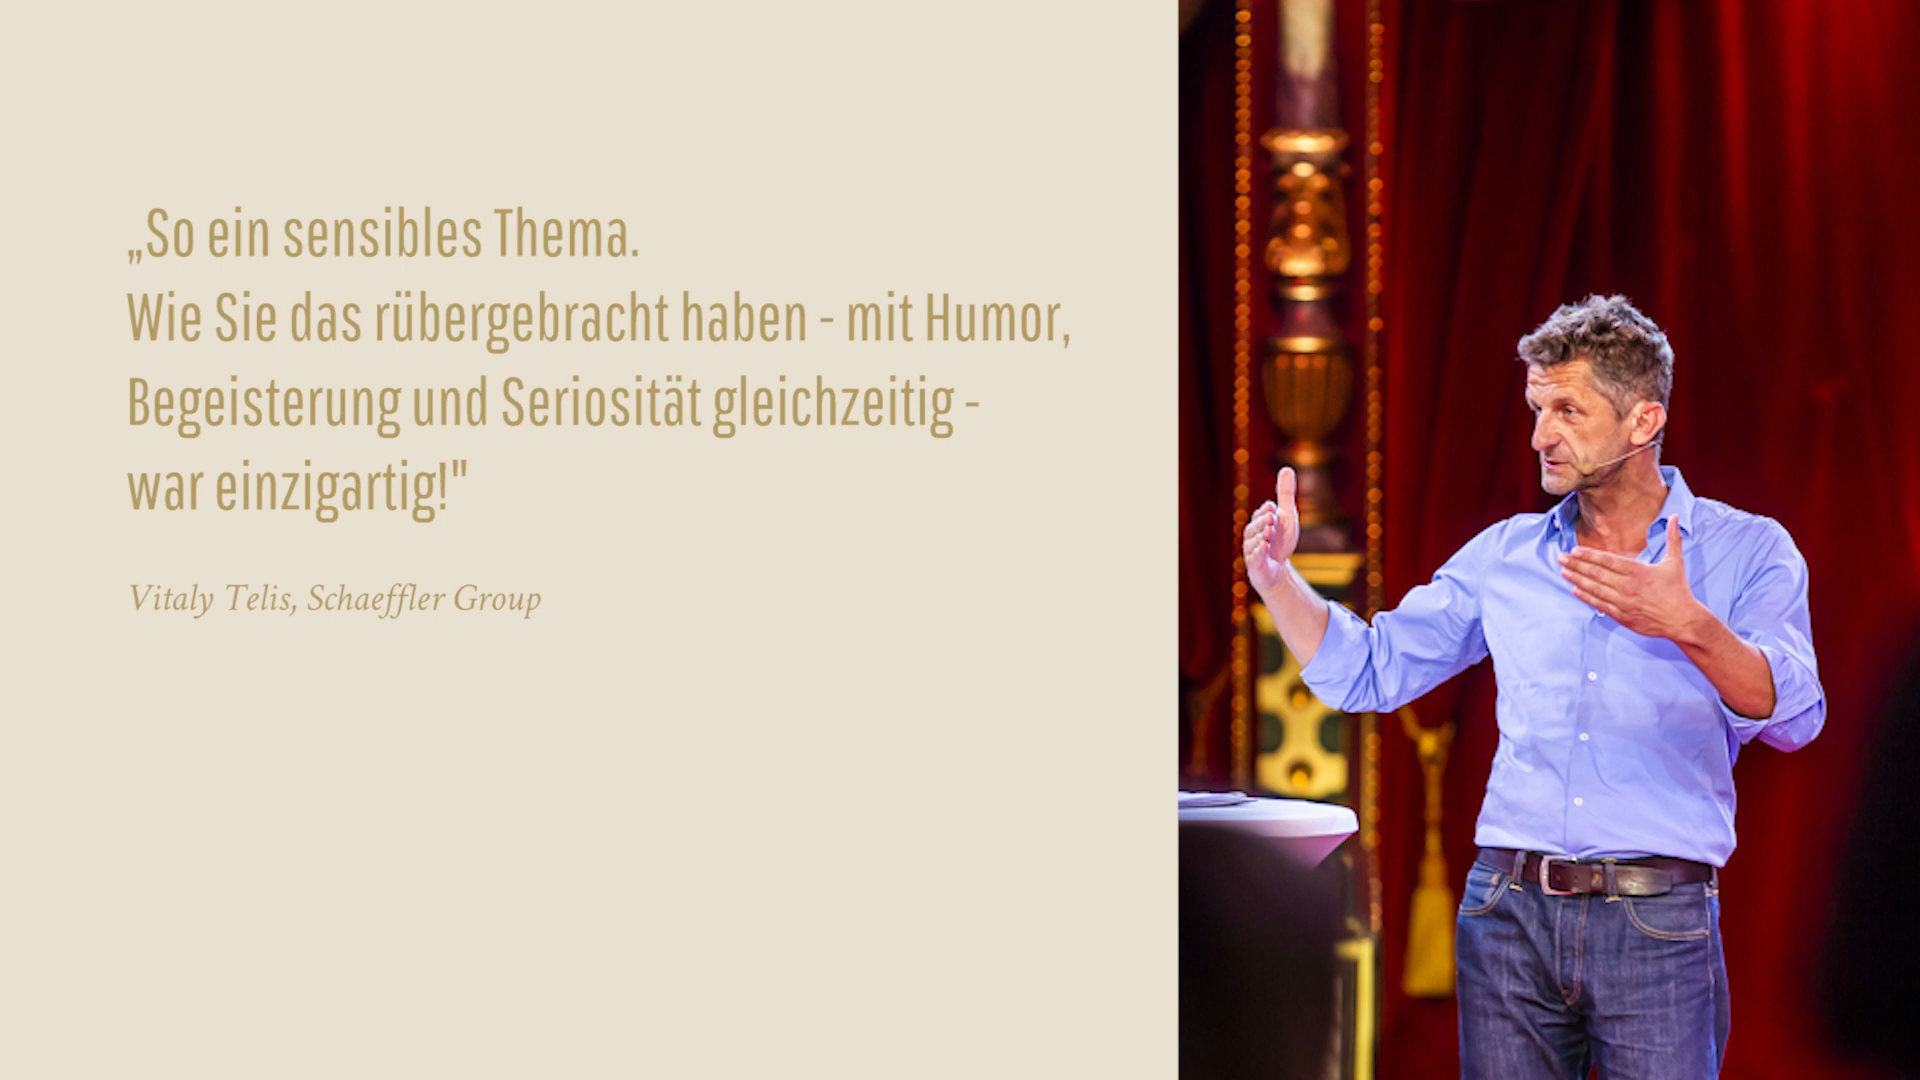 „So ein sensibles Thema.
Wie Sie das rübergebracht haben - mit Humor,
Begeisterung und Seriosität gleichzeitig -
war einzigartig!"
Vitaly Telis, Schaeffler Group